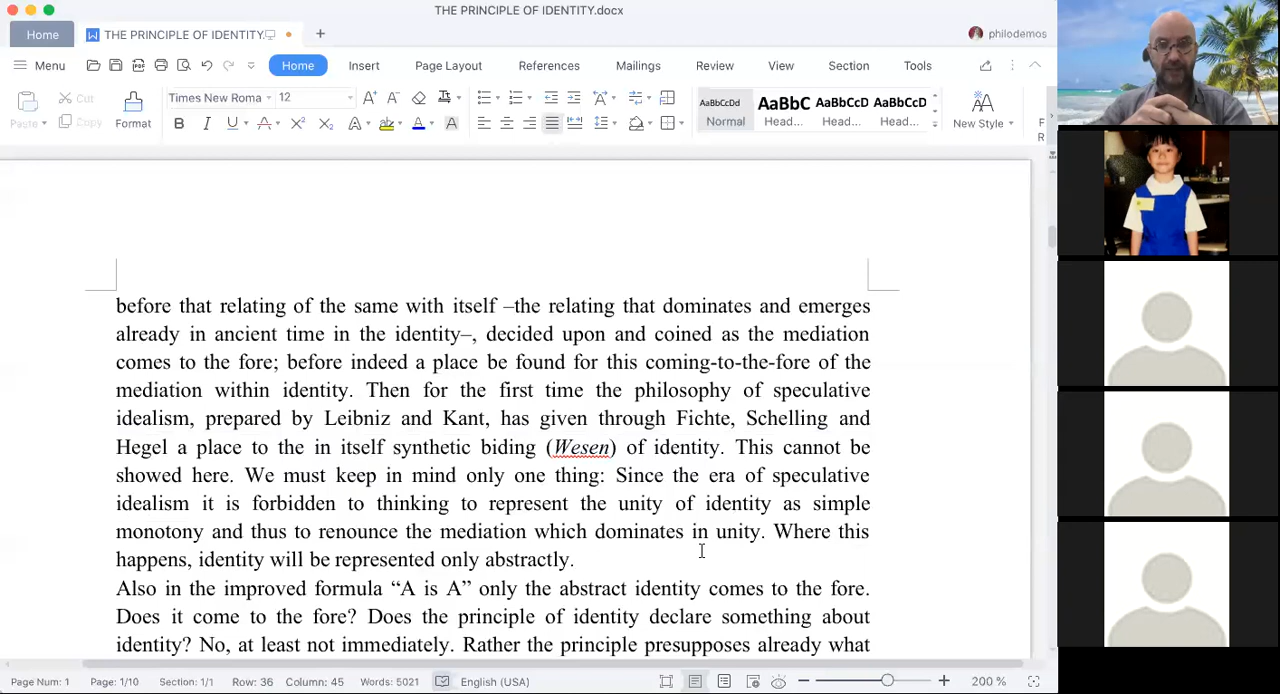 THE PRINCIPLE OF IDENTITY.docx
Home
THE PRINCIPLE OF IDENTITY.
philodemos
Menu
Home Insert Page Layout References Mailings Review View Section Tools
Paste Cut Copy Format
Times New Roma 12
AaBbCcDd AaBbC AaBbCcD AaBbCcD
Normal Head... Head... Head... New Style
before that relating of the same with itself –the relating that dominates and emerges
already in ancient time in the identity–, decided upon and coined as the mediation
comes to the fore; before indeed a place be found for this coming-to-the-fore of the
mediation within identity. Then for the first time the philosophy of speculative
idealism, prepared by Leibniz and Kant, has given through Fichte, Schelling and
Hegel a place to the in itself synthetic biding (Wesen) of identity. This cannot be
showed here. We must keep in mind only one thing: Since the era of speculative
idealism it is forbidden to thinking to represent the unity of identity as simple
monotony and thus to renounce the mediation which dominates in unity. Where this
happens, identity will be represented only abstractly.
Also in the improved formula “A is A” only the abstract identity comes to the fore.
Does it come to the fore? Does the principle of identity declare something about
identity? No, at least not immediately. Rather the principle presupposes already what
Page Num: 1 Page: 1/10 Section: 1/1 Row: 36 Column: 45 Words: 5021 English (USA) 200 %